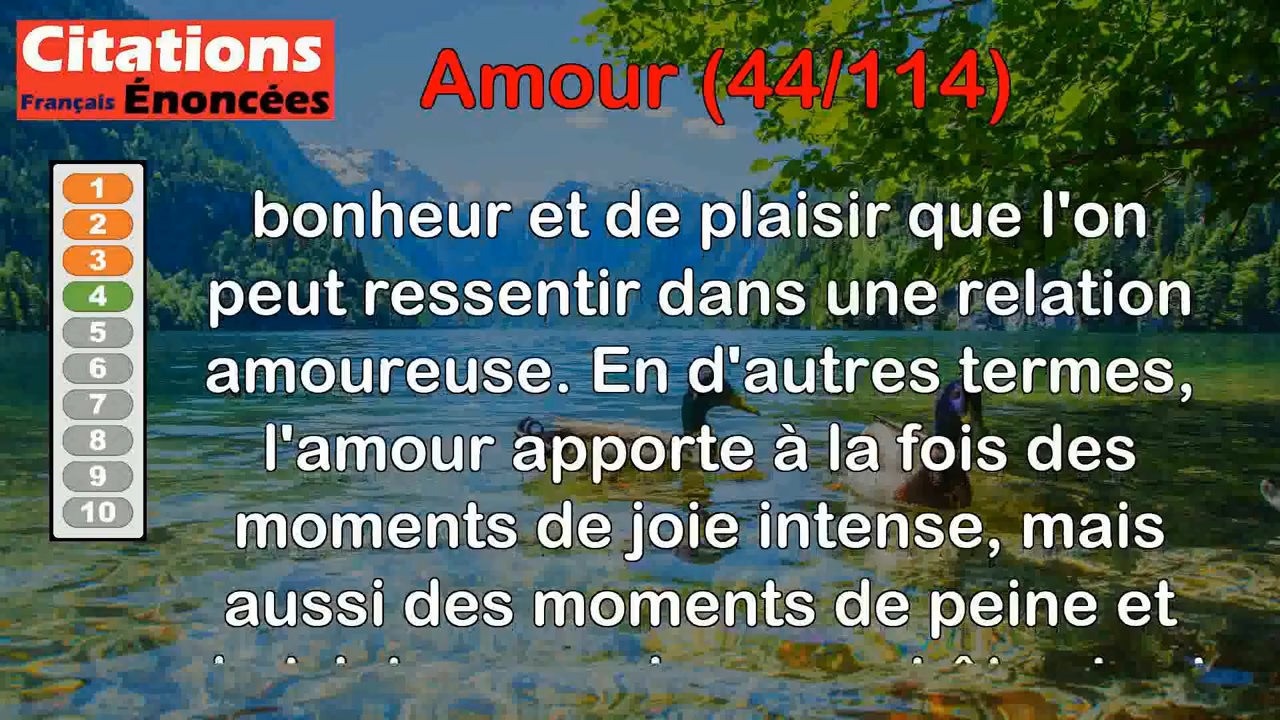 Citations
Français Énoncées
Amour (44/114)
1
2
3
4
5
6
7
8
9
10
bonheur et de plaisir que l'on
peut ressentir dans une relation
amoureuse. En d'autres termes,
l'amour apporte à la fois des
moments de joie intense, mais
aussi des moments de peine et